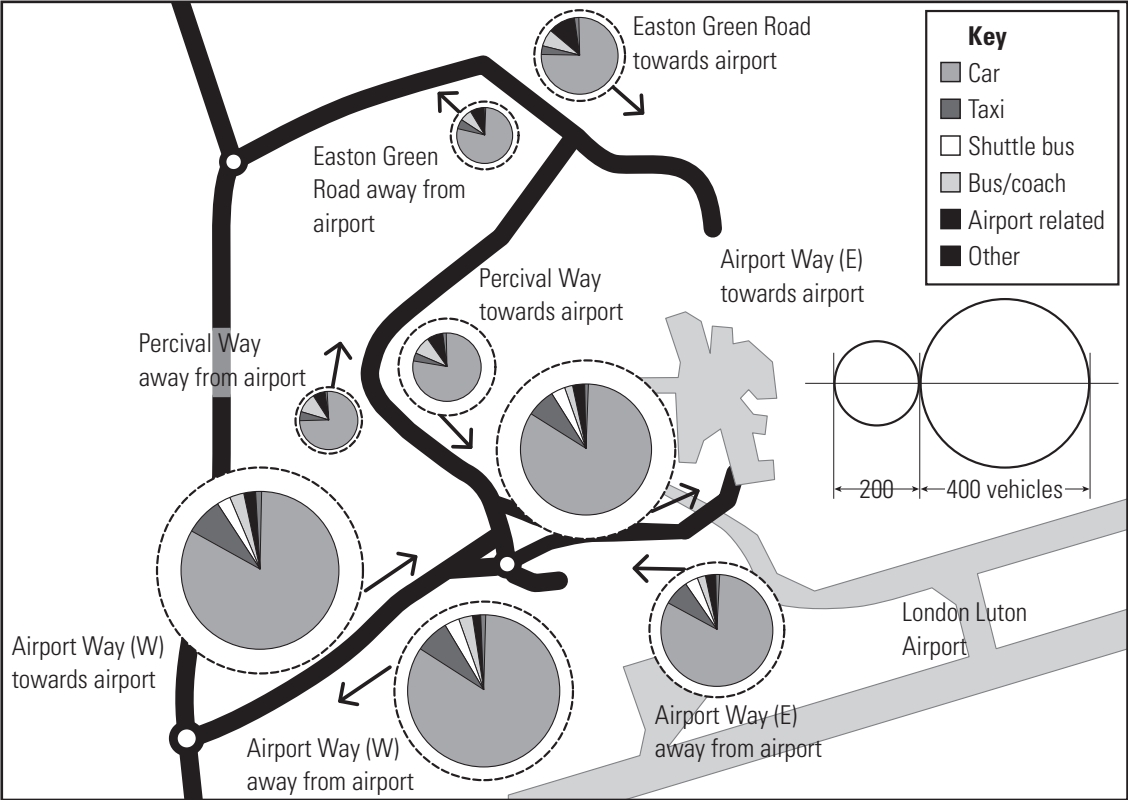 Easton Green Road
towards airport
Key
Car
Taxi
Shuttle bus
Bus/coach
Airport related
Other
Easton Green
Road away from
airport
Percival Way
towards airport
Airport Way (E)
towards airport
Percival Way
away from airport
200
400 vehicles
Airport Way (W)
towards airport
London Luton
Airport
Airport Way (W)
away from airport
Airport Way (E)
away from airport